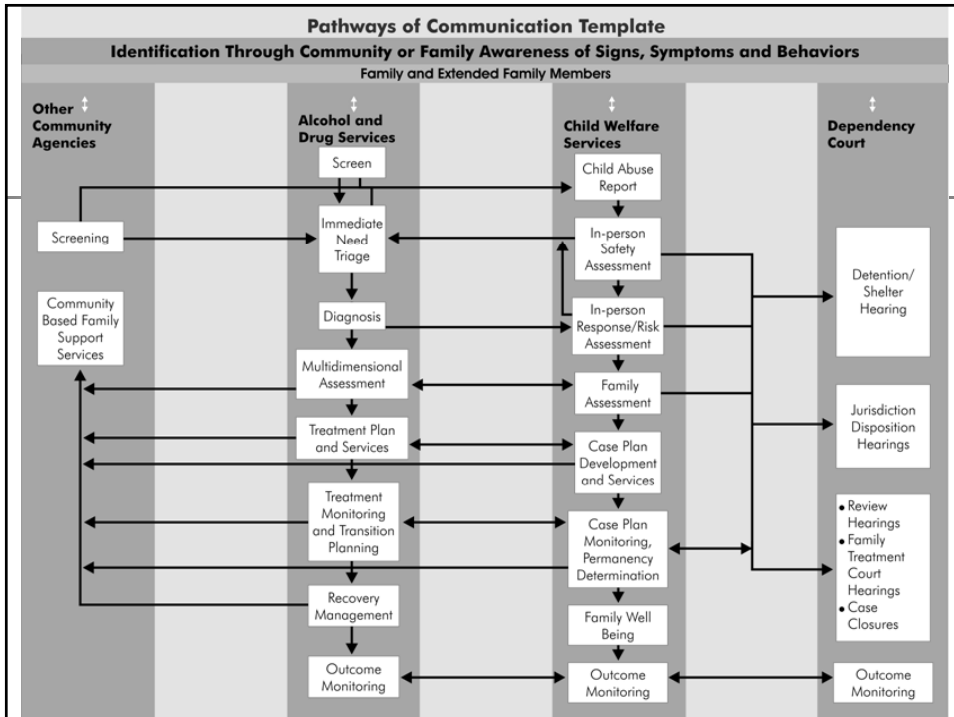 Pathways of Communication Template
Identification Through Community or Family Awareness of Signs, Symptoms and Behaviors
Family and Extended Family Members
Other
Community
Agencies
Screening
Community
Based Family
Support
Services
Alcohol and
Drug Services
Screen
Immediate
Need
Triage
Diagnosis
Multidimensional
Assessment
Treatment Plan
and Services
Treatment
Monitoring
and Transition
Planning
Recovery
Management
Outcome
Monitoring
Child Welfare
Services
Child Abuse
Report
In-person
Safety
Assessment
In-person
Response/Risk
Assessment
Family
Assessment
Case Plan
Development
and Services
Case Plan
Monitoring,
Permanency
Determination
Family Well
Being
Outcome
Monitoring
Dependency
Court
Detention/
Shelter
Hearing
Jurisdiction
Disposition
Hearings
• Review
Hearings
• Family
Treatment
Court
Hearings
• Case
Closures
Outcome
Monitoring